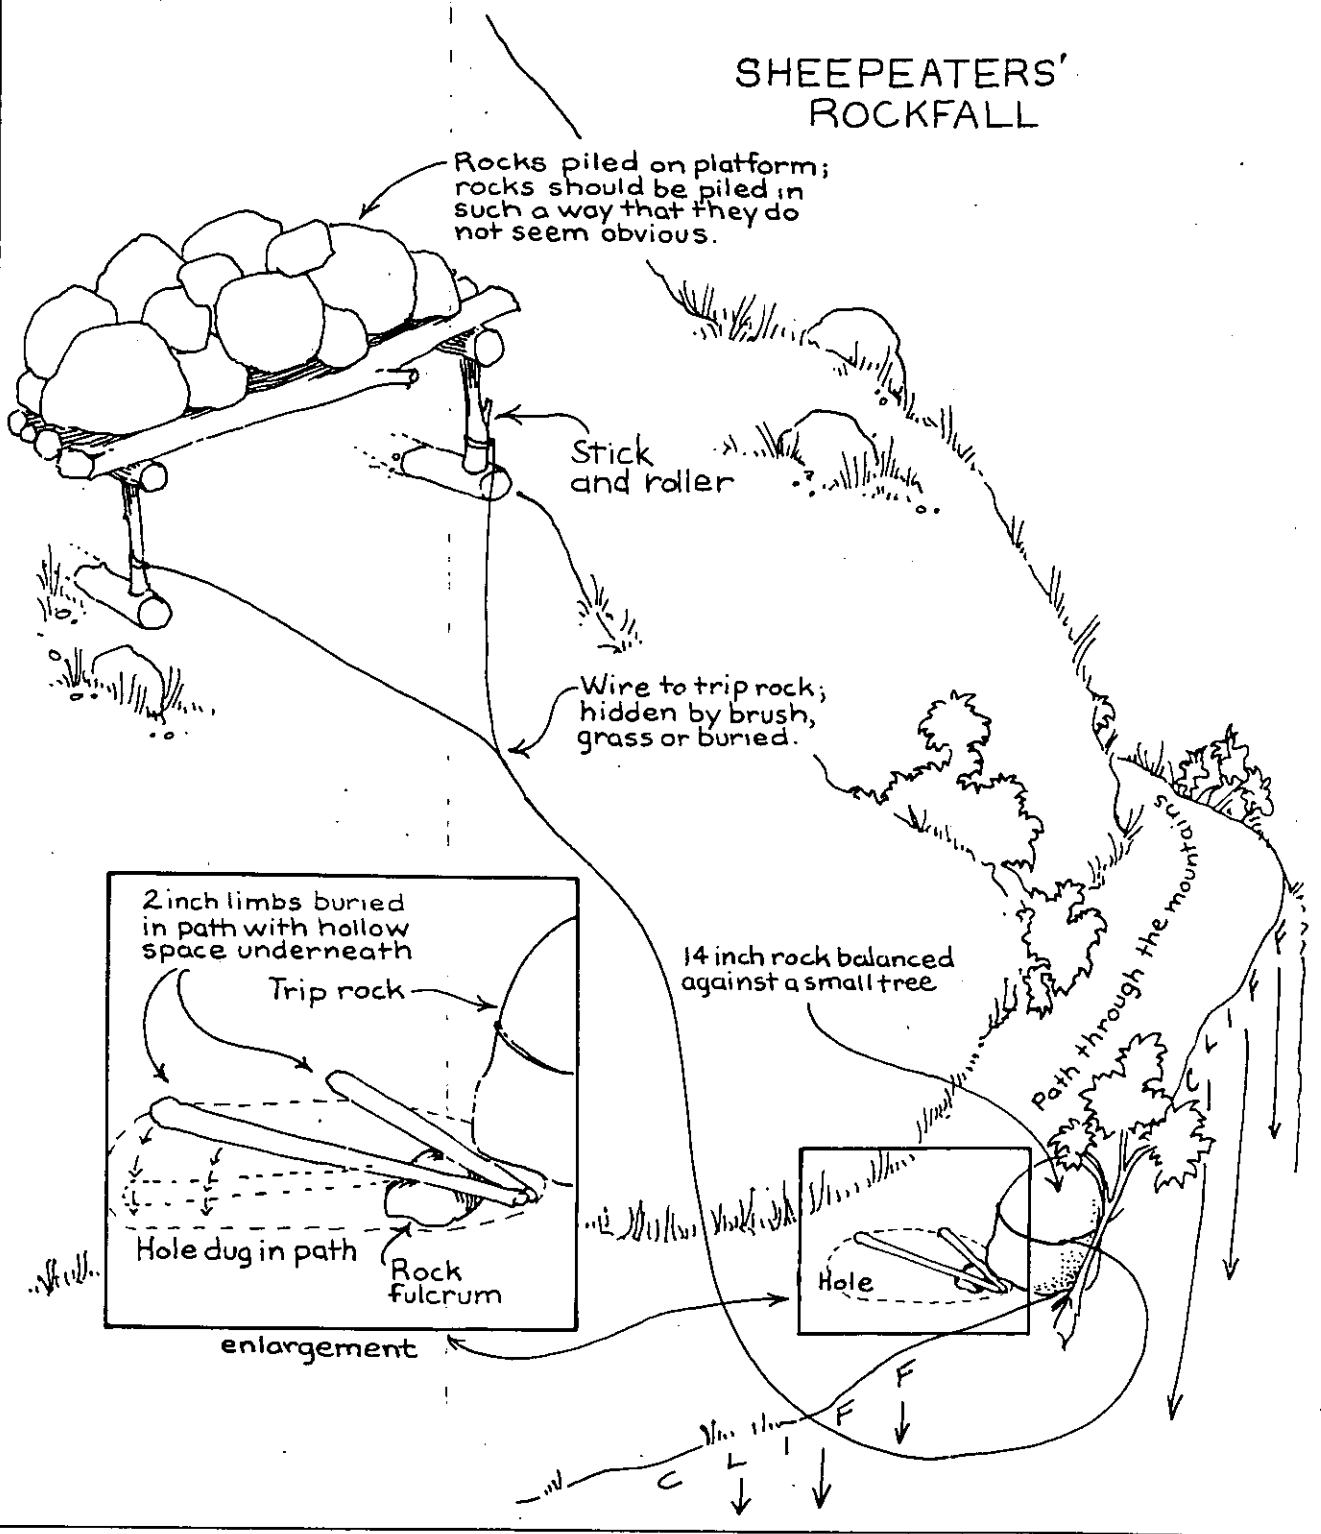 SHEEPEATERS'
ROCKFALL
Rocks piled on platform;
rocks should be piled in
such a way that they do
not seem obvious.
Stick
and roller
Wire to trip rock;
hidden by brush,
grass or buried.
Path through the mountains
14 inch rock balanced
against a small tree
2 inch limbs buried
in path with hollow
space underneath
Trip rock
Hole dug in path
Rock
fulcrum
enlargement
Hole
CLIFF
CLIFF